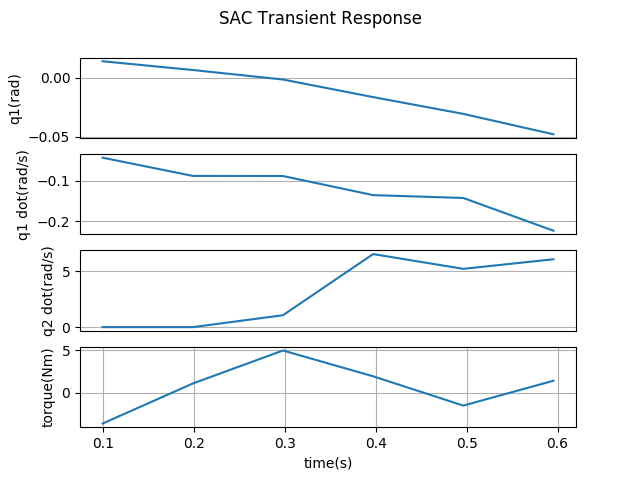 SAC Transient Response
q1(rad)
0.00
−0.05
q1 dot(rad/s)
−0.1
−0.2
q2 dot(rad/s)
5
0
torque(Nm)
5
0
0.1 0.2 0.3 0.4 0.5 0.6
time(s)